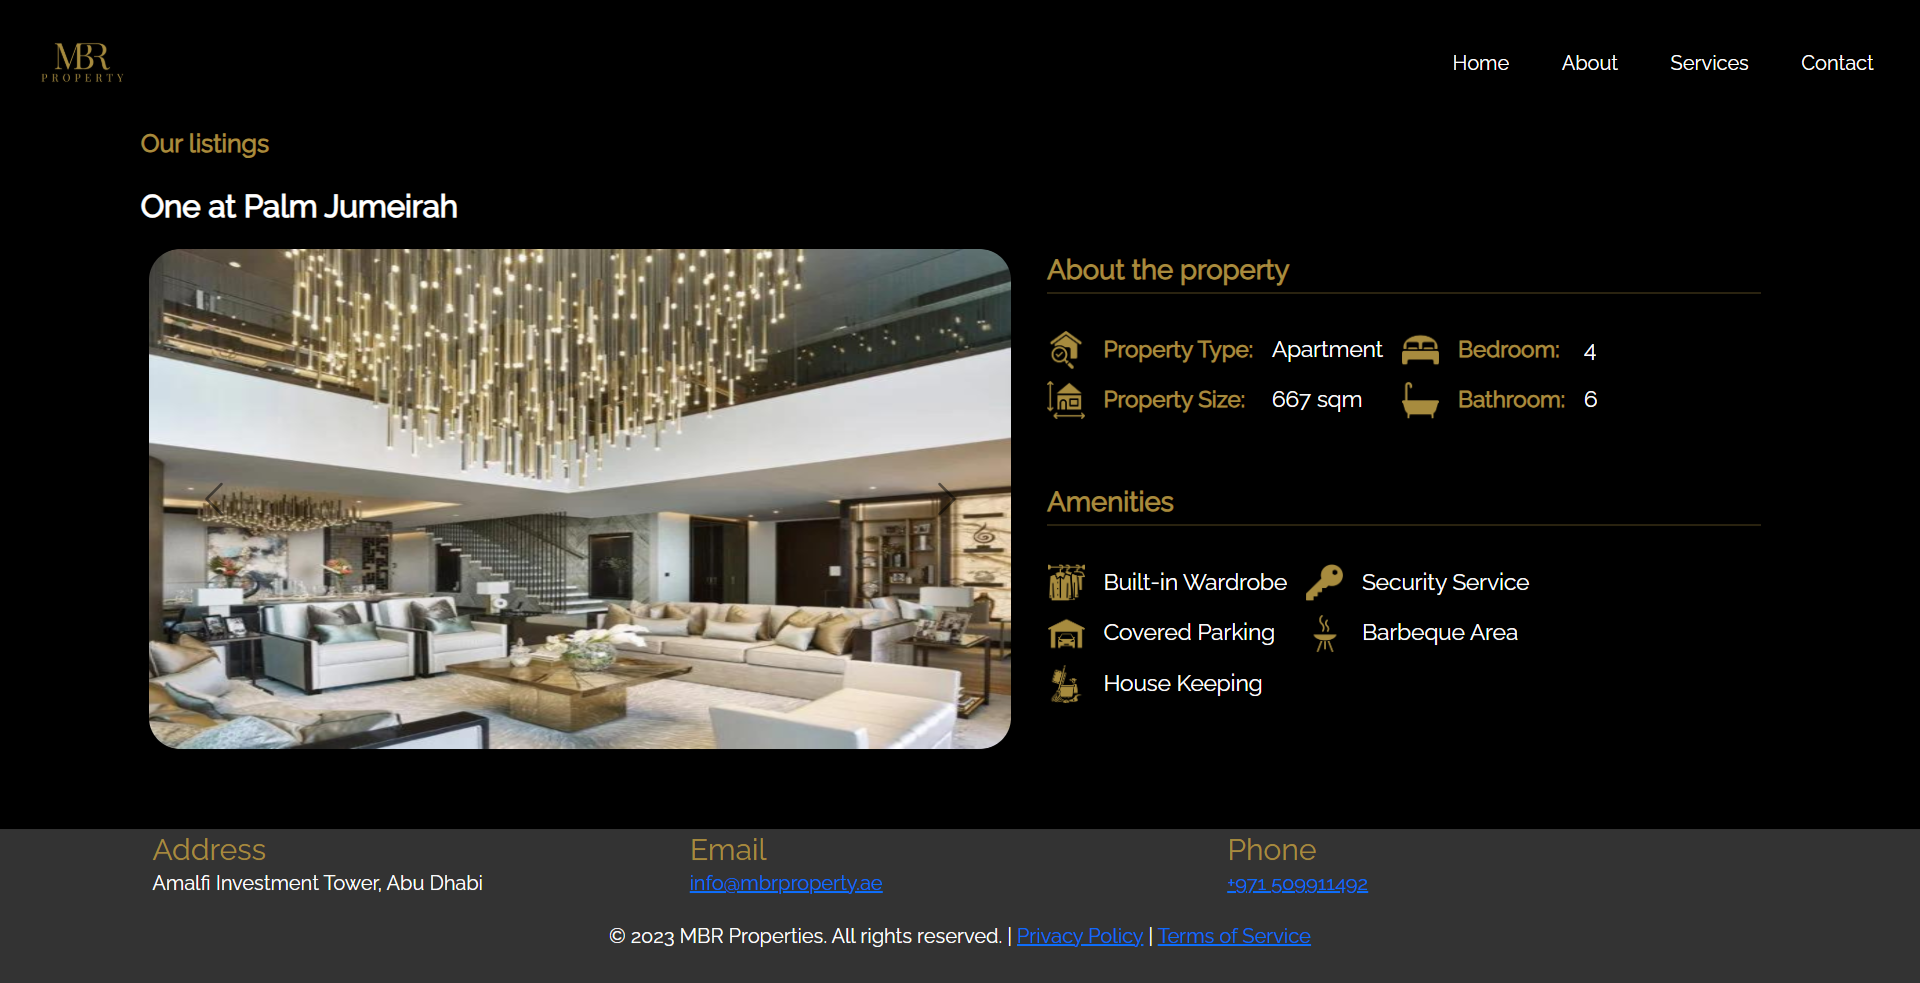 MBR
PROPERTY
Home About Services Contact
Our listings
One at Palm Jumeirah
About the property
Property Type: Apartment Bedroom: 4
Property Size: 667 sqm Bathroom: 6
Amenities
Built-in Wardrobe Security Service
Covered Parking Barbeque Area
House Keeping
Address Email Phone
Amalfi Investment Tower, Abu Dhabi info@mbrproperty.ae +971 509911492
© 2023 MBR Properties. All rights reserved. | Privacy Policy | Terms of Service